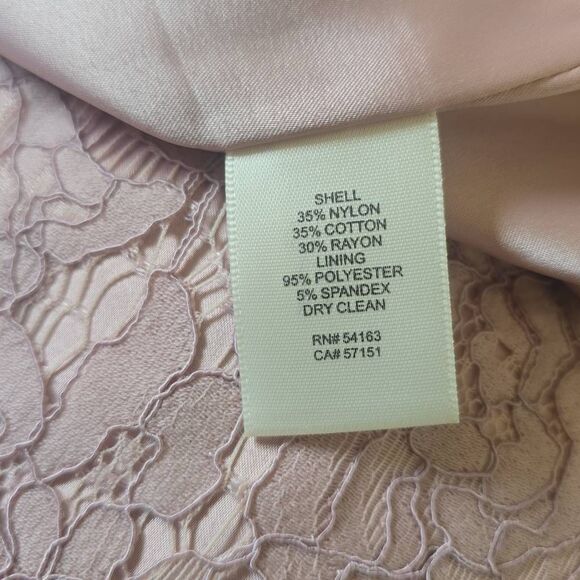 SHELL
35% NYLON
35% COTTON
30% RAYON
LINING
95% POLYESTER
5% SPANDEX
DRY CLEAN
RN# 54163
CA# 57151